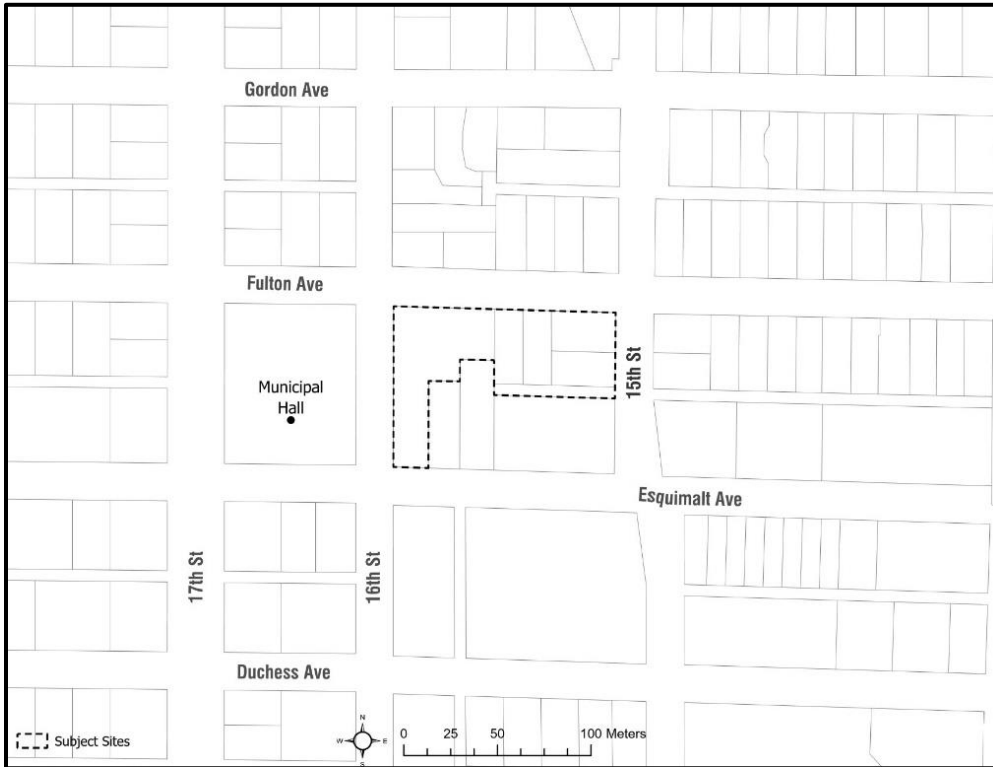 Gordon Ave
Fulton Ave
Municipal
Hall
15th St
Esquimalt Ave
17th St
16th St
Duchess Ave
Subject Sites
N
W E
S
0 25 50 100 Meters